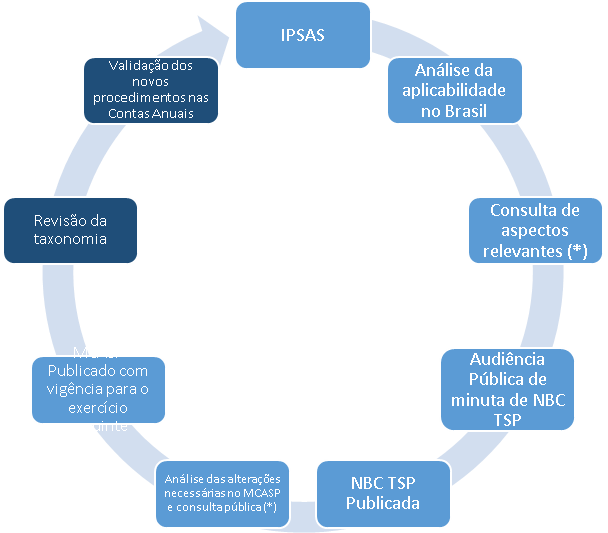 IPSAS
Análise da
aplicabilidade
no Brasil
Consulta de
aspectos
relevantes (*)
Audiência
Pública de
minuta de NBC
TSP
NBC TSP
Publicada
Análise das alterações
necessárias no MCASP
e consulta pública (*)
Publicado com
vigência para o
exercício
Revisão da
taxonomia
Validação dos
novos
procedimentos nas
Contas Anuais